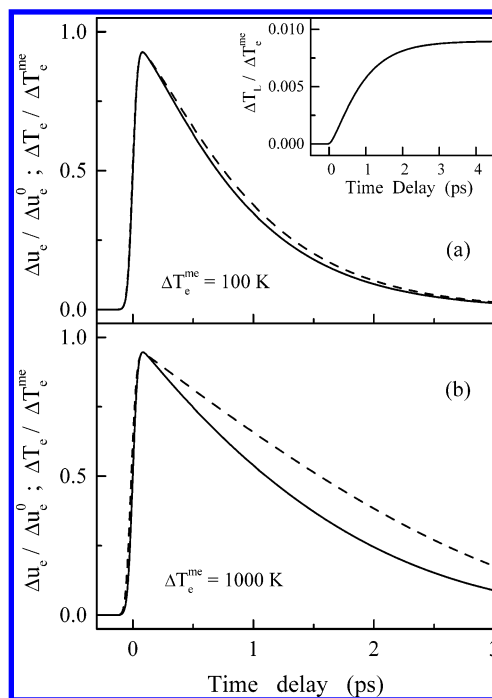 Δu_e / Δu_e^0 ; ΔT_e / ΔT_e^me
1.0
0.5
0.0
ΔT_L / ΔT_e^me
0.010
0.005
0.000
0 1 2 3 4
Time Delay (ps)
(a)
ΔT_e^me = 100 K
Δu_e / Δu_e^0 ; ΔT_e / ΔT_e^me
1.0
0.5
0.0
(b)
ΔT_e^me = 1000 K
0 1 2 3
Time delay (ps)